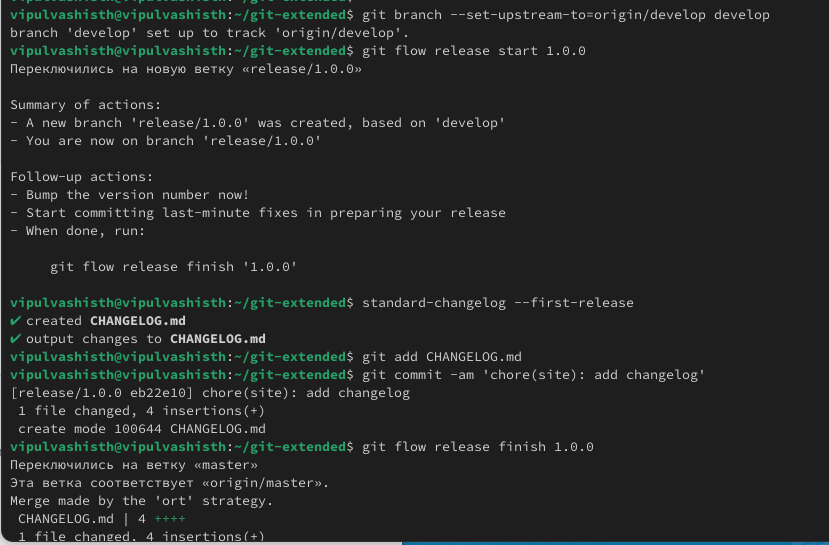 vipulvashisth@vipulvashisth:~/git-extended$ git branch --set-upstream-to=origin/develop develop
branch 'develop' set up to track 'origin/develop'.
vipulvashisth@vipulvashisth:~/git-extended$ git flow release start 1.0.0
Переключились на новую ветку «release/1.0.0»
Summary of actions:
- A new branch 'release/1.0.0' was created, based on 'develop'
- You are now on branch 'release/1.0.0'
Follow-up actions:
- Bump the version number now!
- Start committing last-minute fixes in preparing your release
- When done, run:
git flow release finish '1.0.0'
vipulvashisth@vipulvashisth:~/git-extended$ standard-changelog --first-release
✔ created CHANGELOG.md
✔ output changes to CHANGELOG.md
vipulvashisth@vipulvashisth:~/git-extended$ git add CHANGELOG.md
vipulvashisth@vipulvashisth:~/git-extended$ git commit -am 'chore(site): add changelog'
[release/1.0.0 eb22e10] chore(site): add changelog
1 file changed, 4 insertions(+)
create mode 100644 CHANGELOG.md
vipulvashisth@vipulvashisth:~/git-extended$ git flow release finish 1.0.0
Переключились на ветку «master»
Эта ветка соответствует «origin/master».
Merge made by the 'ort' strategy.
CHANGELOG.md | 4 ++++
1 file changed, 4 insertions(+)